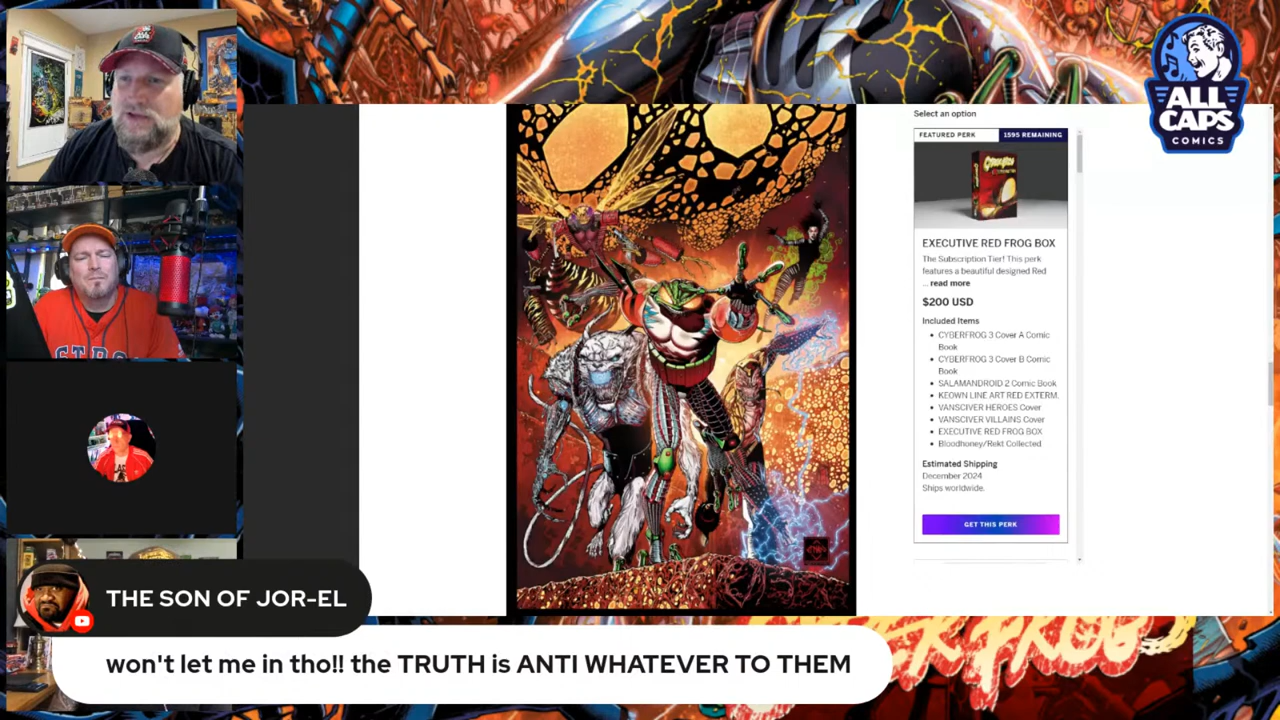 ALL
CAPS
COMICS
Select an option
FEATURED PERK 1595 REMAINING
EXECUTIVE RED FROG BOX
The Subscription Tier! This perk
features a beautiful designed Red
... read more
$200 USD
Included Items
CYBERFROG 3 Cover A Comic
Book
CYBERFROG 3 Cover B Comic
Book
SALAMANDROID 2 Comic Book
KEOWN LINE ART RED EXTERM.
VANSCIVER HEROES Cover
VANSCIVER VILLAINS Cover
EXECUTIVE RED FROG BOX
Bloodhoney/Rekt Collected
Estimated Shipping
December 2024
Ships worldwide.
GET THIS PERK
THE SON OF JOR-EL
won't let me in tho!! the TRUTH is ANTI WHATEVER TO THEM